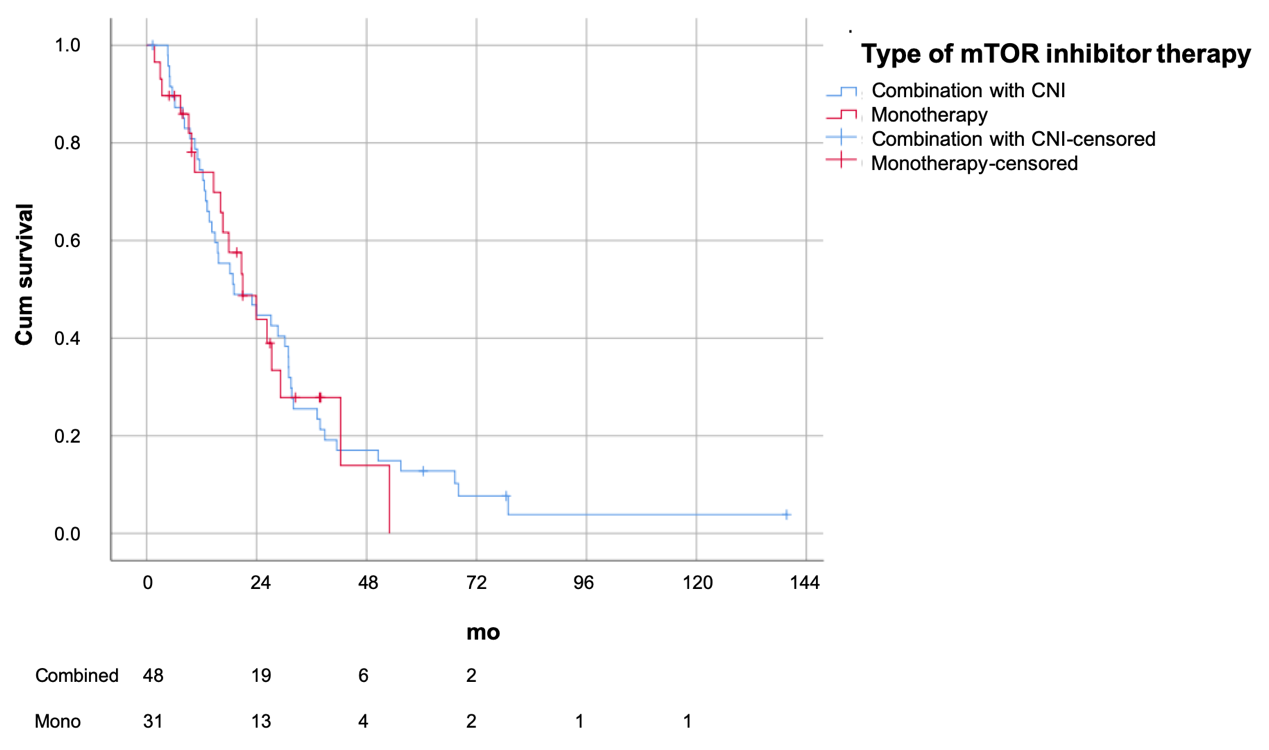 Type of mTOR inhibitor therapy
Combination with CNI
Monotherapy
Combination with CNI-censored
Monotherapy-censored
Cum survival
1.0
0.8
0.6
0.4
0.2
0.0
0 24 48 72 96 120 144
mo
Combined 48 19 6 2
Mono 31 13 4 2 1 1